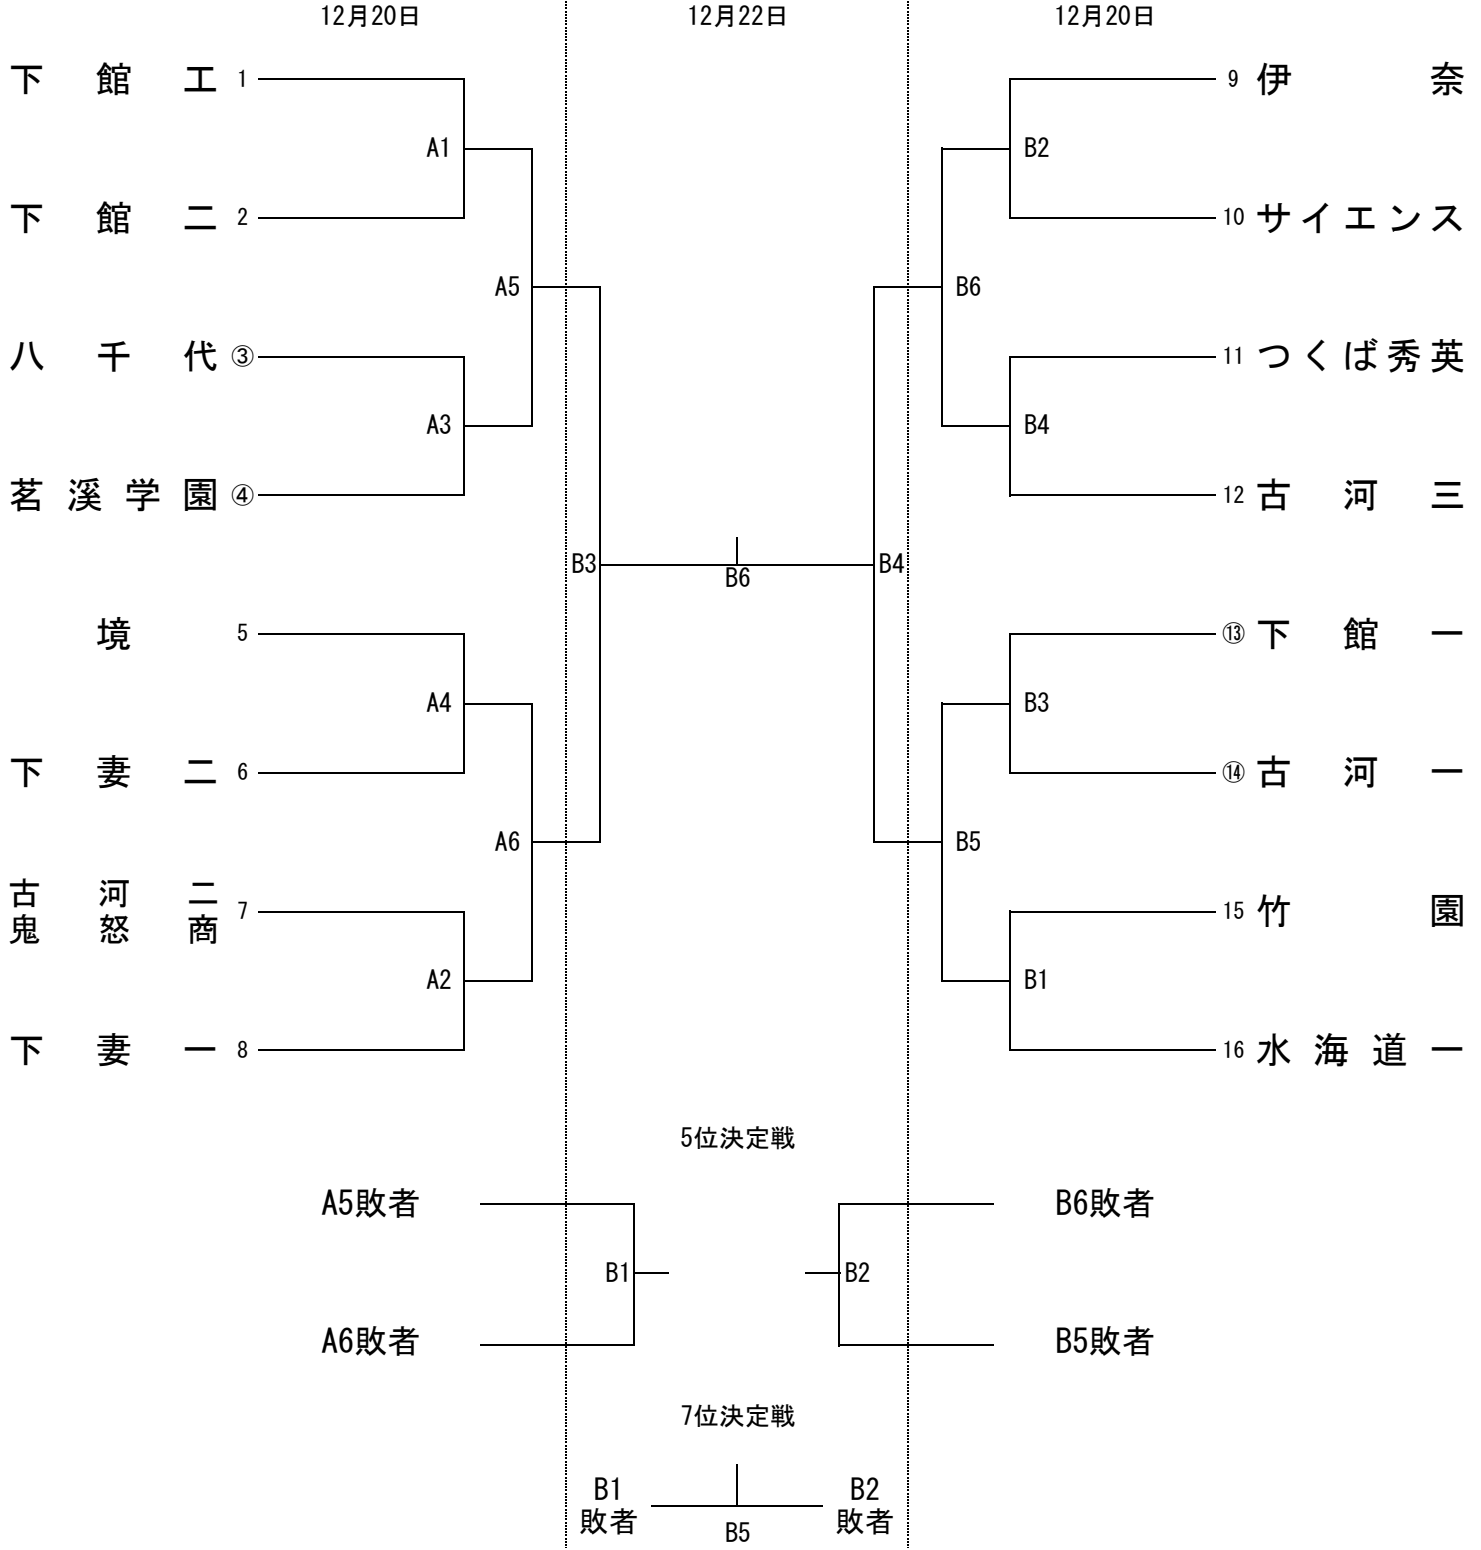 12月20日 12月22日 12月20日
下館工 1 9 伊奈
A1 B2
下館二 2 10 サイエンス
A5 B6
八千代 ③ 11 つくば秀英
A3 B4
茗溪学園 ④ 12 古河三
B3 B6 B4
境 5 ⑬ 下館一
A4 B3
下妻二 6 ⑭ 古河一
A6 B5
古河二
鬼怒商 7 15 竹園
A2 B1
下妻一 8 16 水海道一
5位決定戦
A5敗者 B6敗者
B1 B2
A6敗者 B5敗者
7位決定戦
B1 B2
敗者 敗者
B5